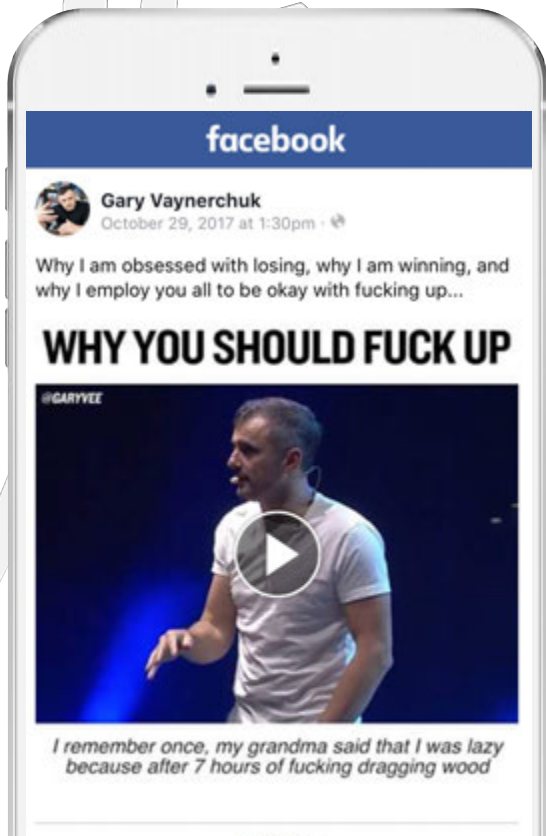 facebook
Gary Vaynerchuk
October 29, 2017 at 1:30pm ·
Why I am obsessed with losing, why I am winning, and
why I employ you all to be okay with fucking up...
WHY YOU SHOULD FUCK UP
@GARYVEE
I remember once, my grandma said that I was lazy
because after 7 hours of fucking dragging wood